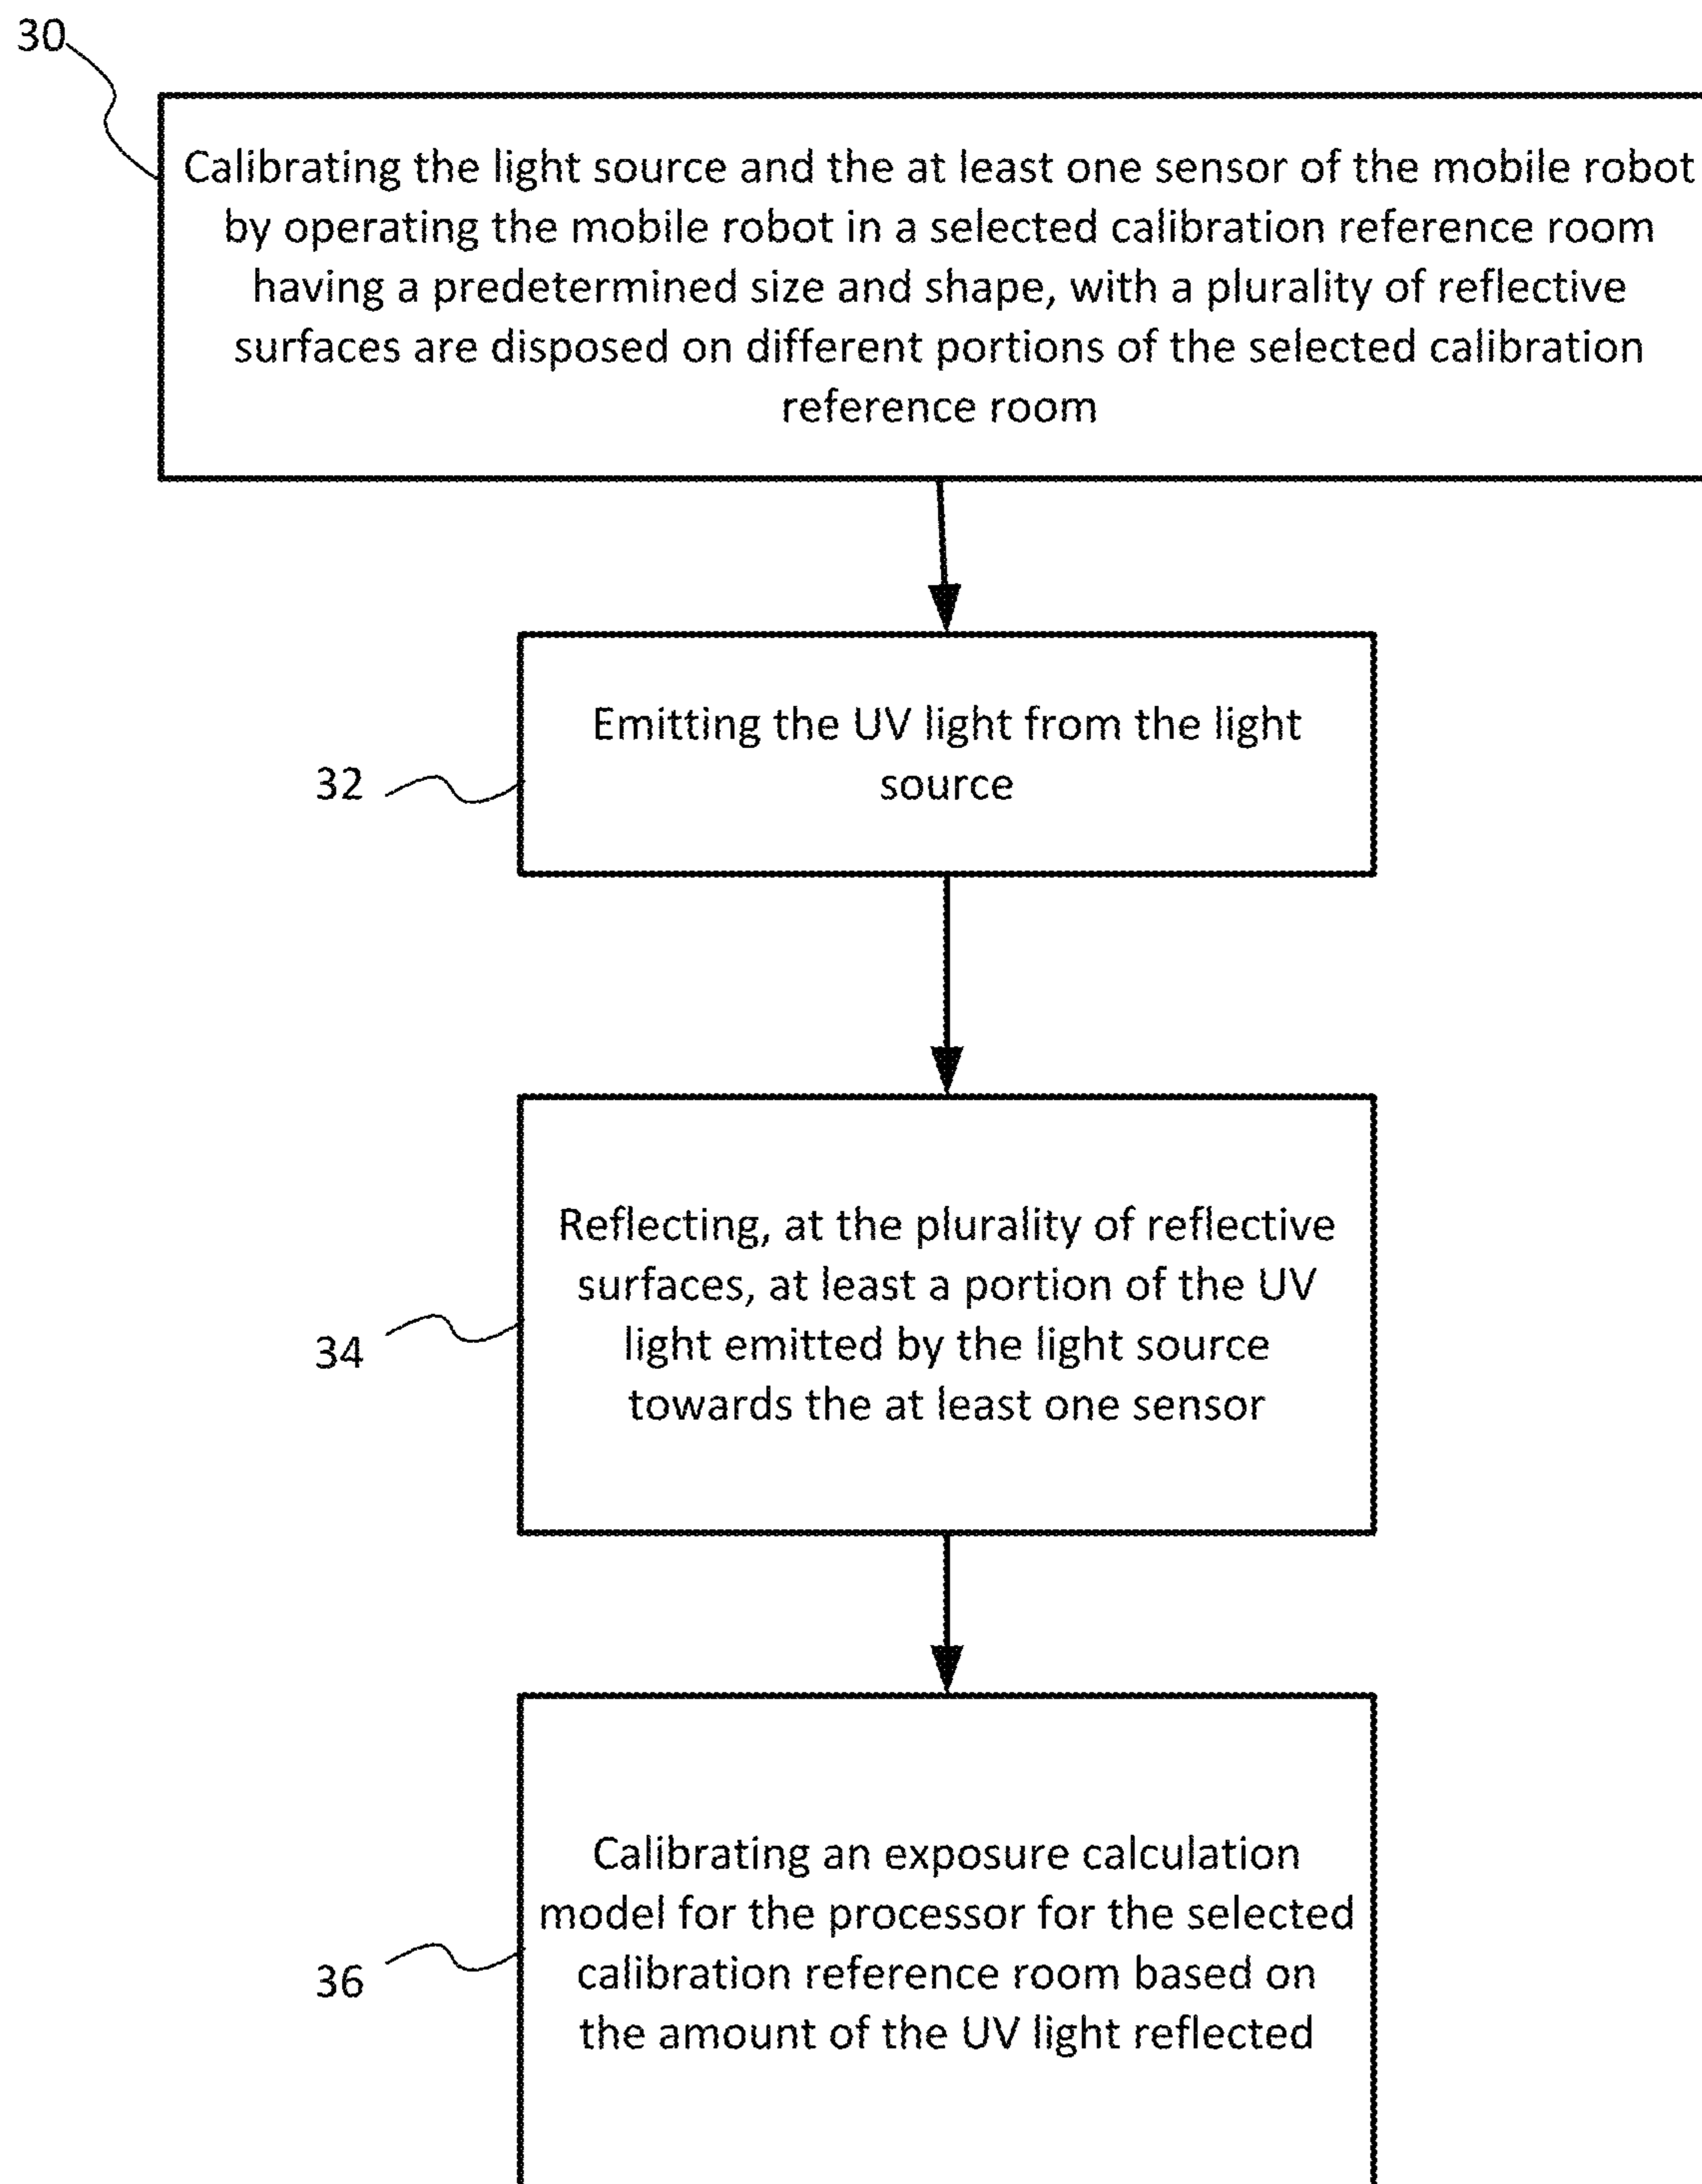 30
Calibrating the light source and the at least one sensor of the mobile robot
by operating the mobile robot in a selected calibration reference room
having a predetermined size and shape, with a plurality of reflective
surfaces are disposed on different portions of the selected calibration
reference room
Emitting the UV light from the light
source
32
Reflecting, at the plurality of reflective
surfaces, at least a portion of the UV
light emitted by the light source
towards the at least one sensor
34
Calibrating an exposure calculation
model for the processor for the selected
calibration reference room based on
the amount of the UV light reflected
36